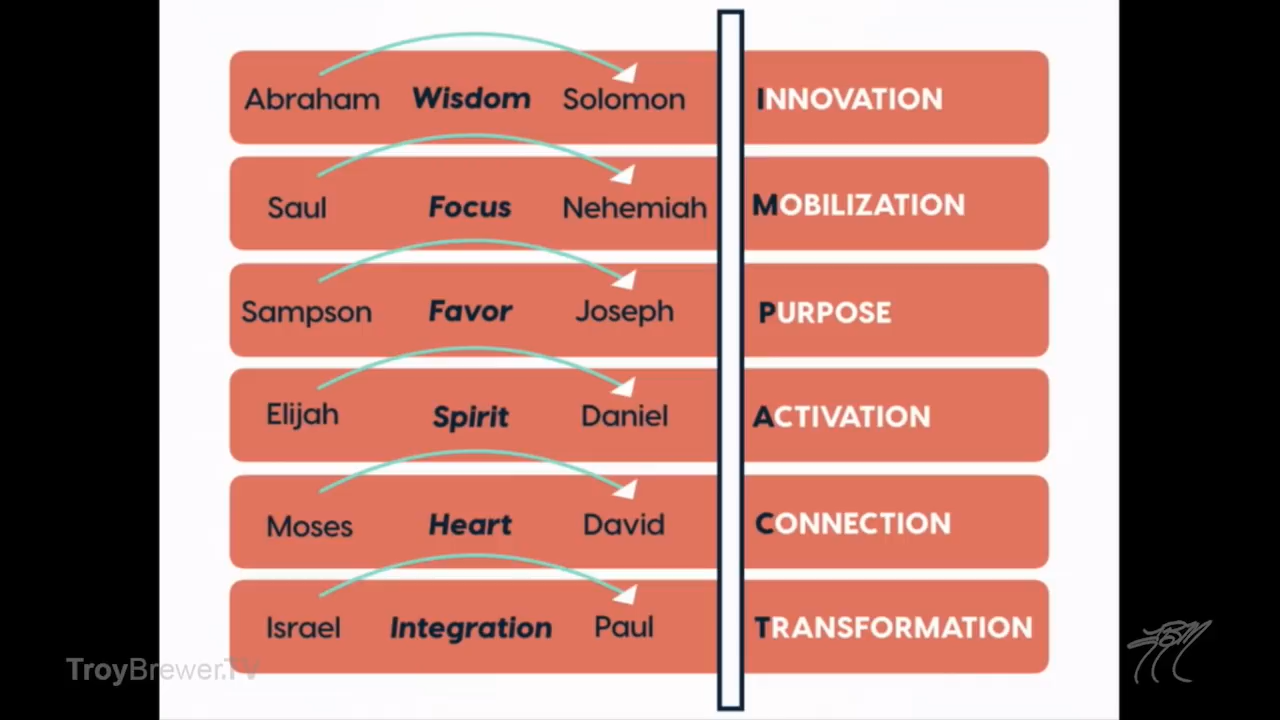 Abraham Wisdom Solomon INNOVATION
Saul Focus Nehemiah MOBILIZATION
Sampson Favor Joseph PURPOSE
Elijah Spirit Daniel ACTIVATION
Moses Heart David CONNECTION
Israel Integration Paul TRANSFORMATION
TroyBrewer.TV